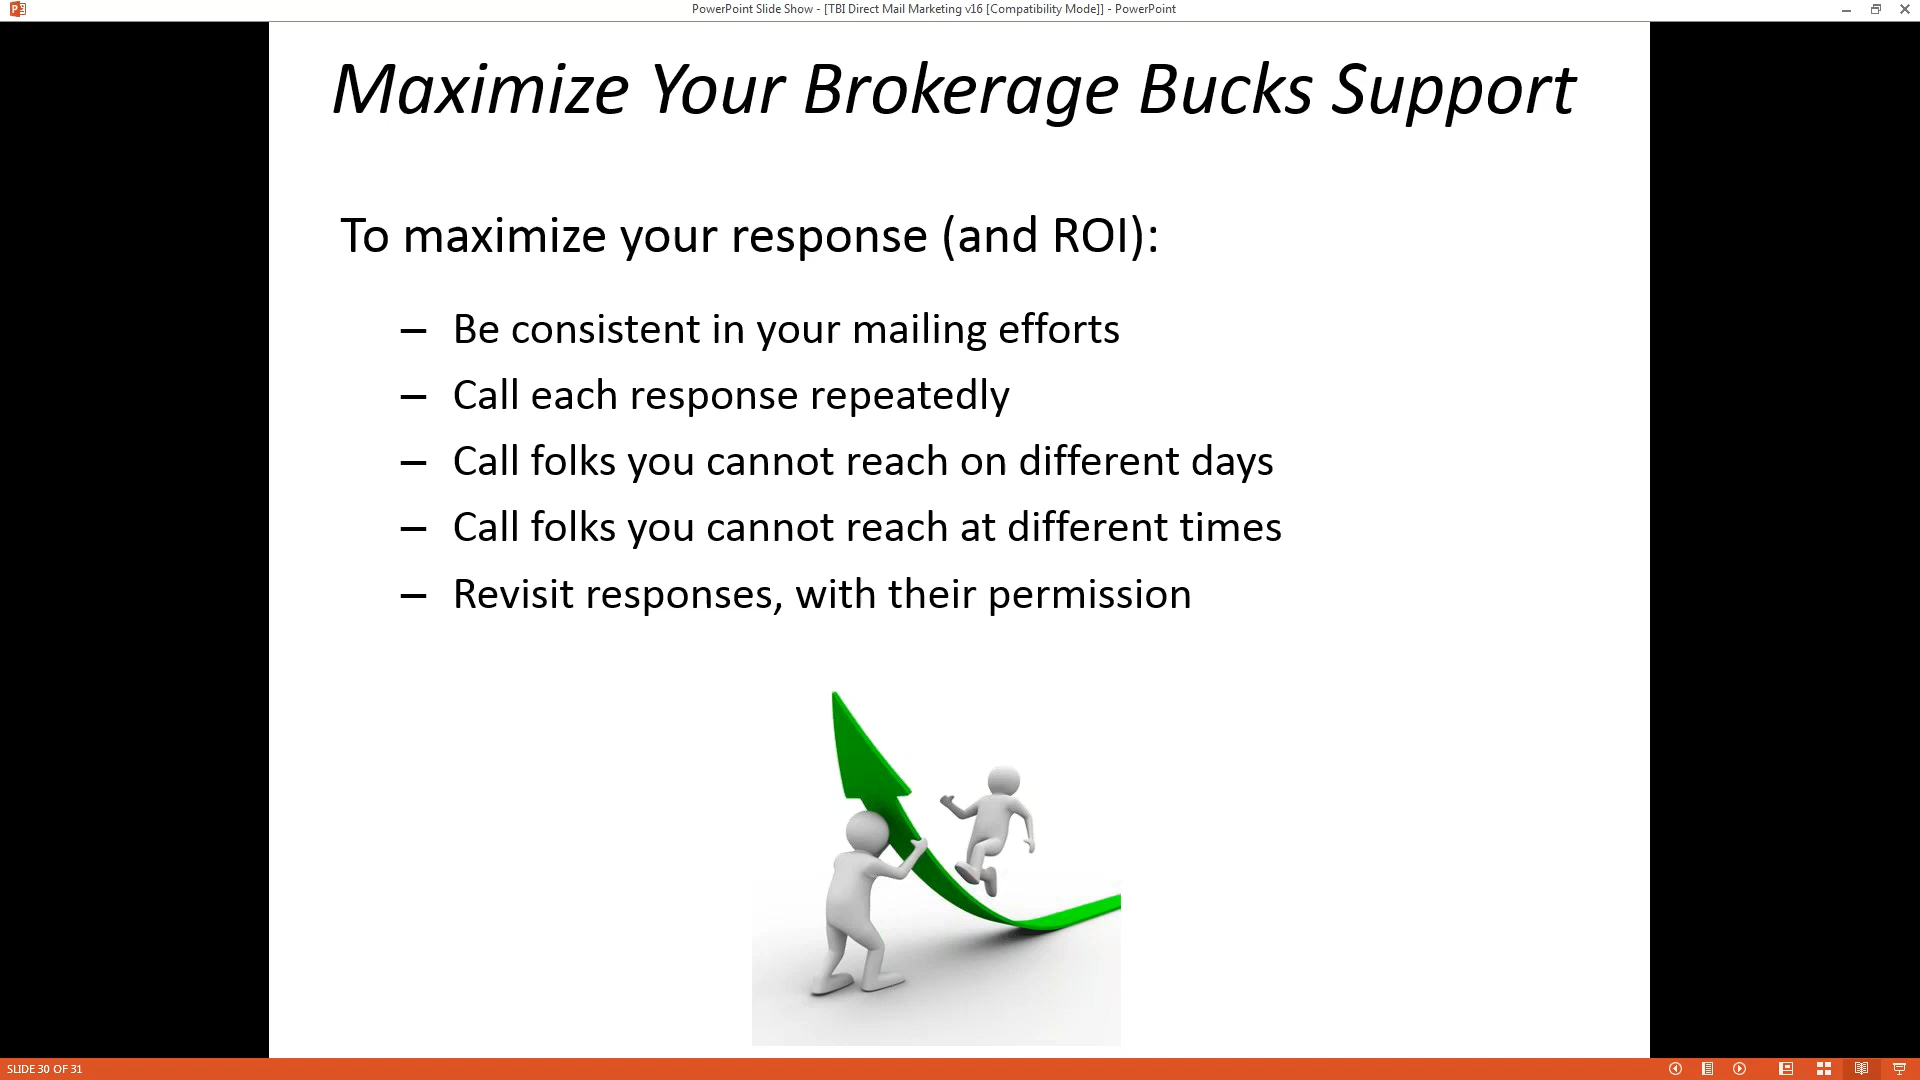 PowerPoint Slide Show - [TBI Direct Mail Marketing v16 [Compatibility Mode]] - PowerPoint
Maximize Your Brokerage Bucks Support
To maximize your response (and ROI):
– Be consistent in your mailing efforts
– Call each response repeatedly
– Call folks you cannot reach on different days
– Call folks you cannot reach at different times
– Revisit responses, with their permission
SLIDE 30 OF 31